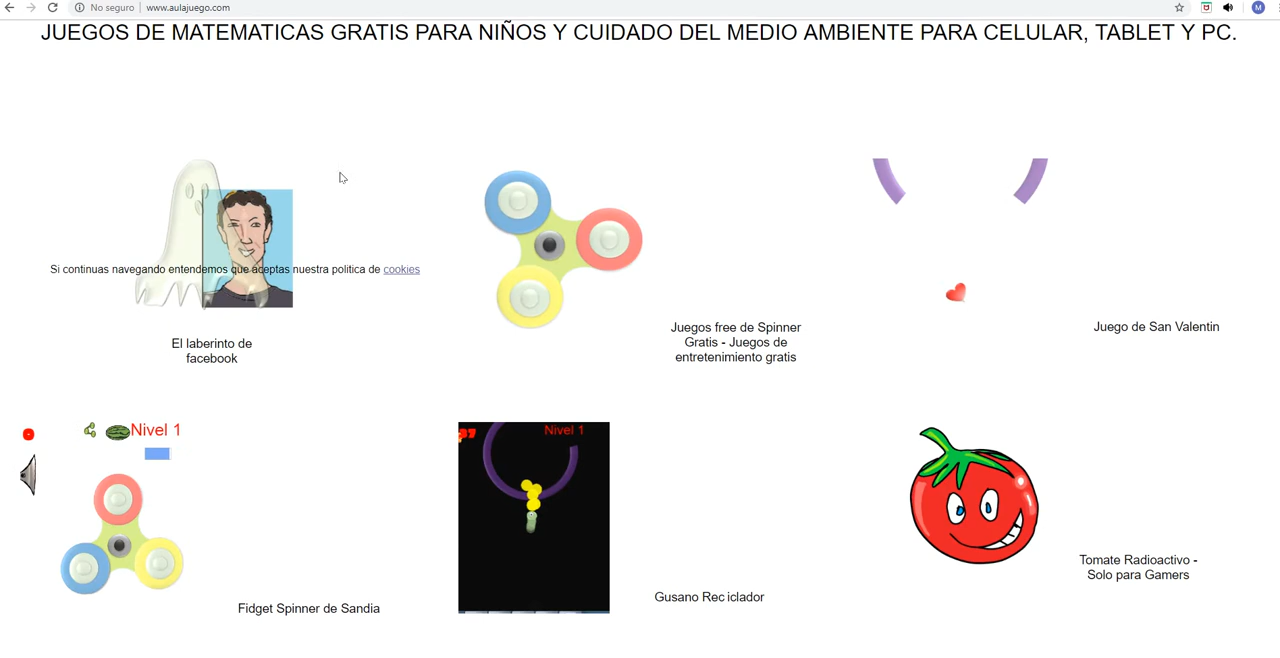 No seguro | www.aulajuego.com
M
JUEGOS DE MATEMATICAS GRATIS PARA NIÑOS Y CUIDADO DEL MEDIO AMBIENTE PARA CELULAR, TABLET Y PC.
Si continuas navegando entendemos que aceptas nuestra politica de cookies
El laberinto de
facebook
Juegos free de Spinner
Gratis - Juegos de
entretenimiento gratis
Juego de San Valentin
Nivel 1
Fidget Spinner de Sandia
Nivel 1
Gusano Rec iclador
Tomate Radioactivo -
Solo para Gamers